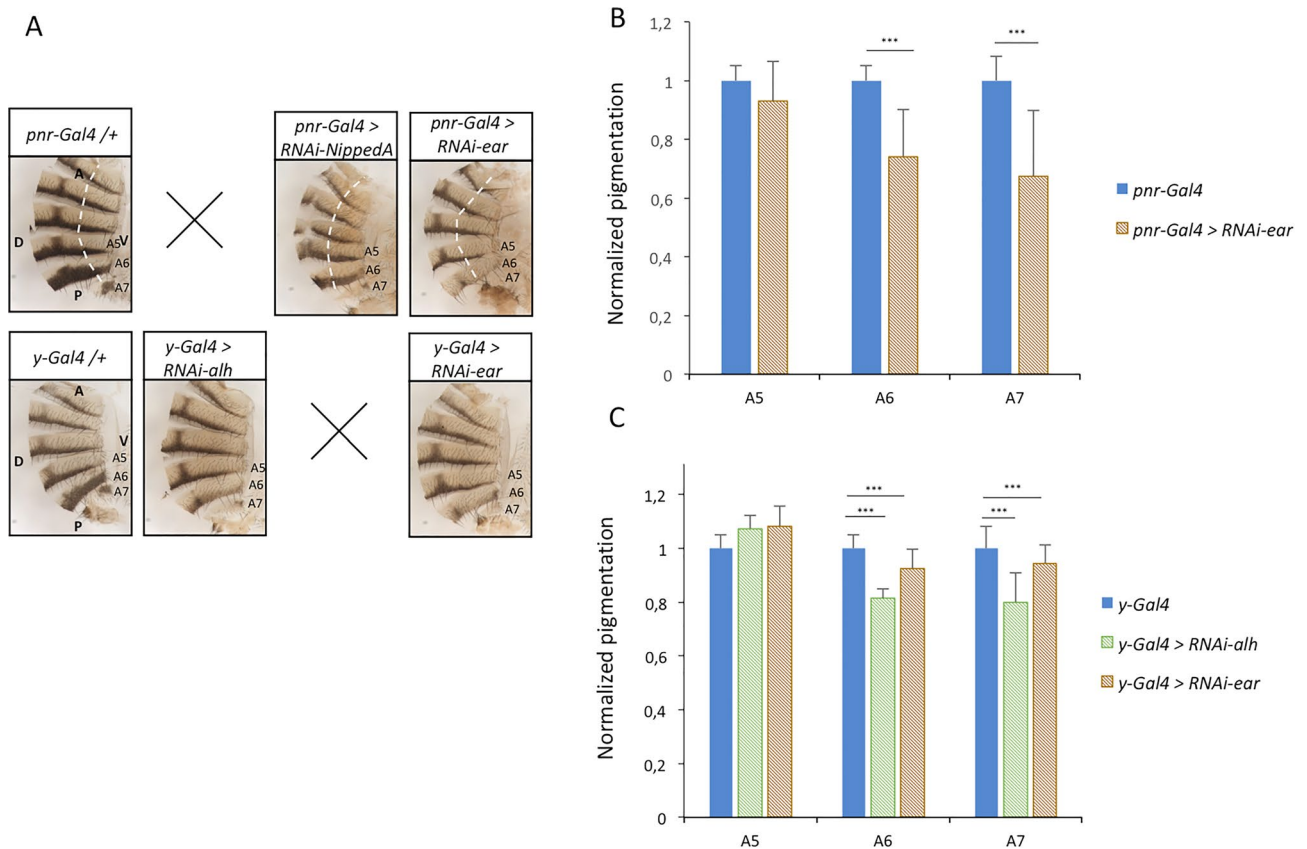 A
pnr-Gal4 /+
pnr-Gal4 >
RNAi-NippedA
pnr-Gal4 >
RNAi-ear
A
D
A5 V
A6
A7
P
A5
A6
A7
A5
A6
A7
y-Gal4 /+
y-Gal4 >
RNAi-alh
y-Gal4 >
RNAi-ear
A
V
D
A5
A6
A7
P
A5
A6
A7
A5
A6
A7
B
Normalized pigmentation
1,2
1
0,8
0,6
0,4
0,2
0
***
***
A5
A6
A7
pnr-Gal4
pnr-Gal4 > RNAi-ear
C
Normalized pigmentation
1,2
1
0,8
0,6
0,4
0,2
0
***
***
***
***
A5
A6
A7
y-Gal4
y-Gal4 > RNAi-alh
y-Gal4 > RNAi-ear